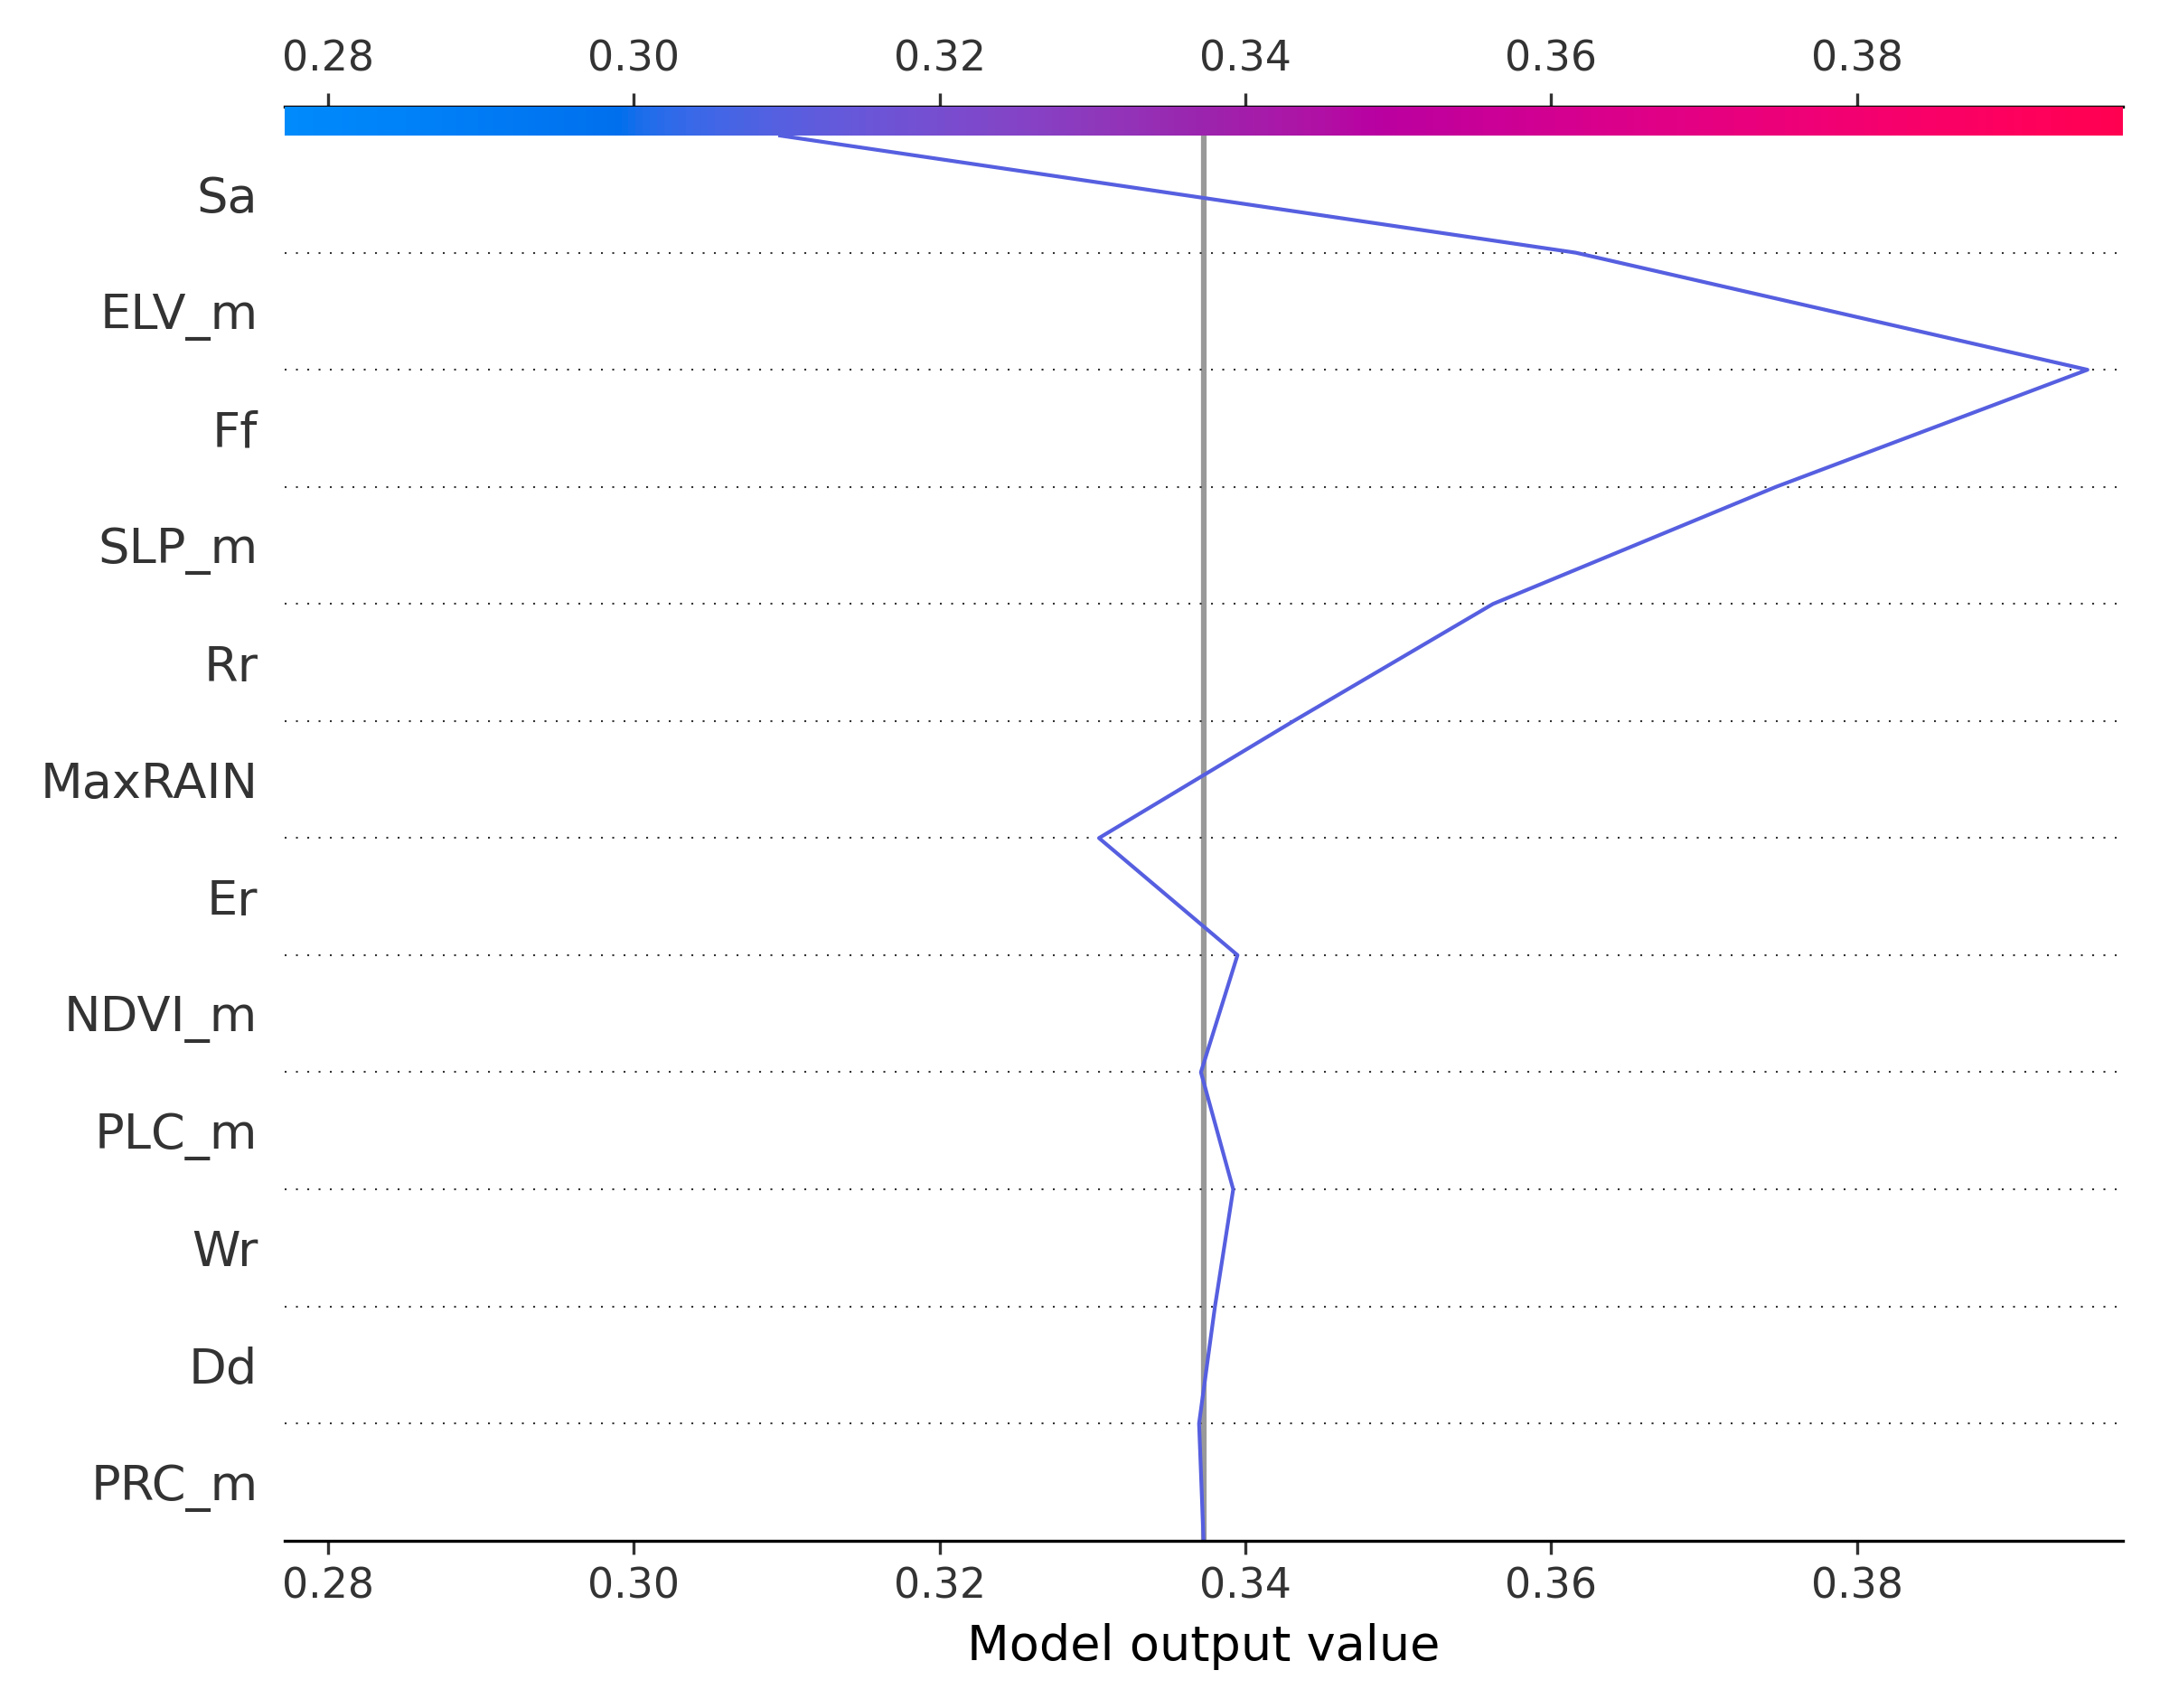 0.28 0.30 0.32 0.34 0.36 0.38
Sa
ELV_m
Ff
SLP_m
Rr
MaxRAIN
Er
NDVI_m
PLC_m
Wr
Dd
PRC_m
0.28 0.30 0.32 0.34 0.36 0.38
Model output value